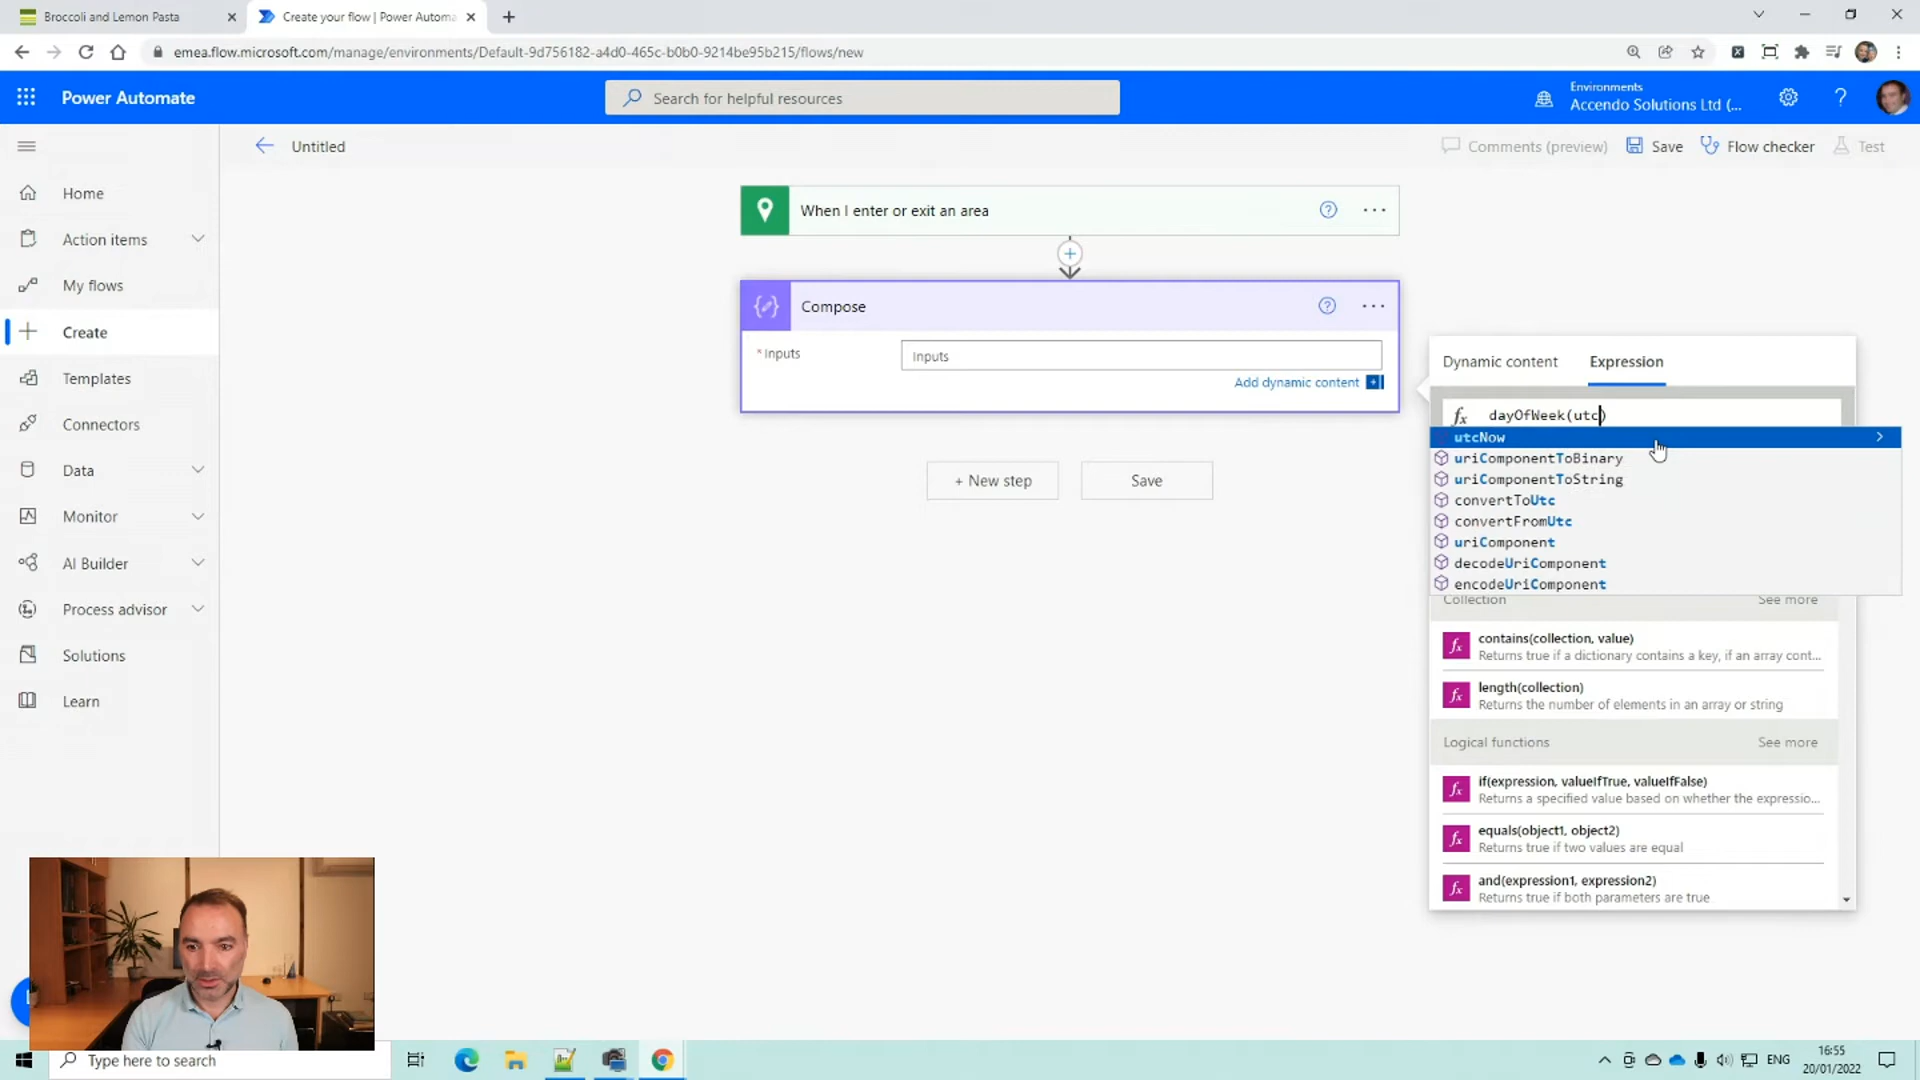 Broccoli and Lemon Pasta
Create your flow | Power Automa
emea.flow.microsoft.com/manage/environments/Default-9d756182-a4d0-465c-b0b0-9214be95b215/flows/new
Power Automate
Search for helpful resources
Environments
Accendo Solutions Ltd (...
Untitled
Comments (preview)
Save
Flow checker
Test
Home
Action items
My flows
Create
Templates
Connectors
Data
Monitor
AI Builder
Process advisor
Solutions
Learn
When I enter or exit an area
Compose
* Inputs
Inputs
Add dynamic content
+ New step
Save
Dynamic content
Expression
fx dayOfWeek(utc)
utcNow
uriComponentToBinary
uriComponentToString
convertToUtc
convertFromUtc
uriComponent
decodeUriComponent
encodeUriComponent
Collection
See more
fx contains(collection, value)
Returns true if a dictionary contains a key, if an array cont...
fx length(collection)
Returns the number of elements in an array or string
Logical functions
See more
fx if(expression, valueIfTrue, valueIfFalse)
Returns a specified value based on whether the expressio...
fx equals(object1, object2)
Returns true if two values are equal
fx and(expression1, expression2)
Returns true if both parameters are true
Type here to search
ENG
16:55
20/01/2022